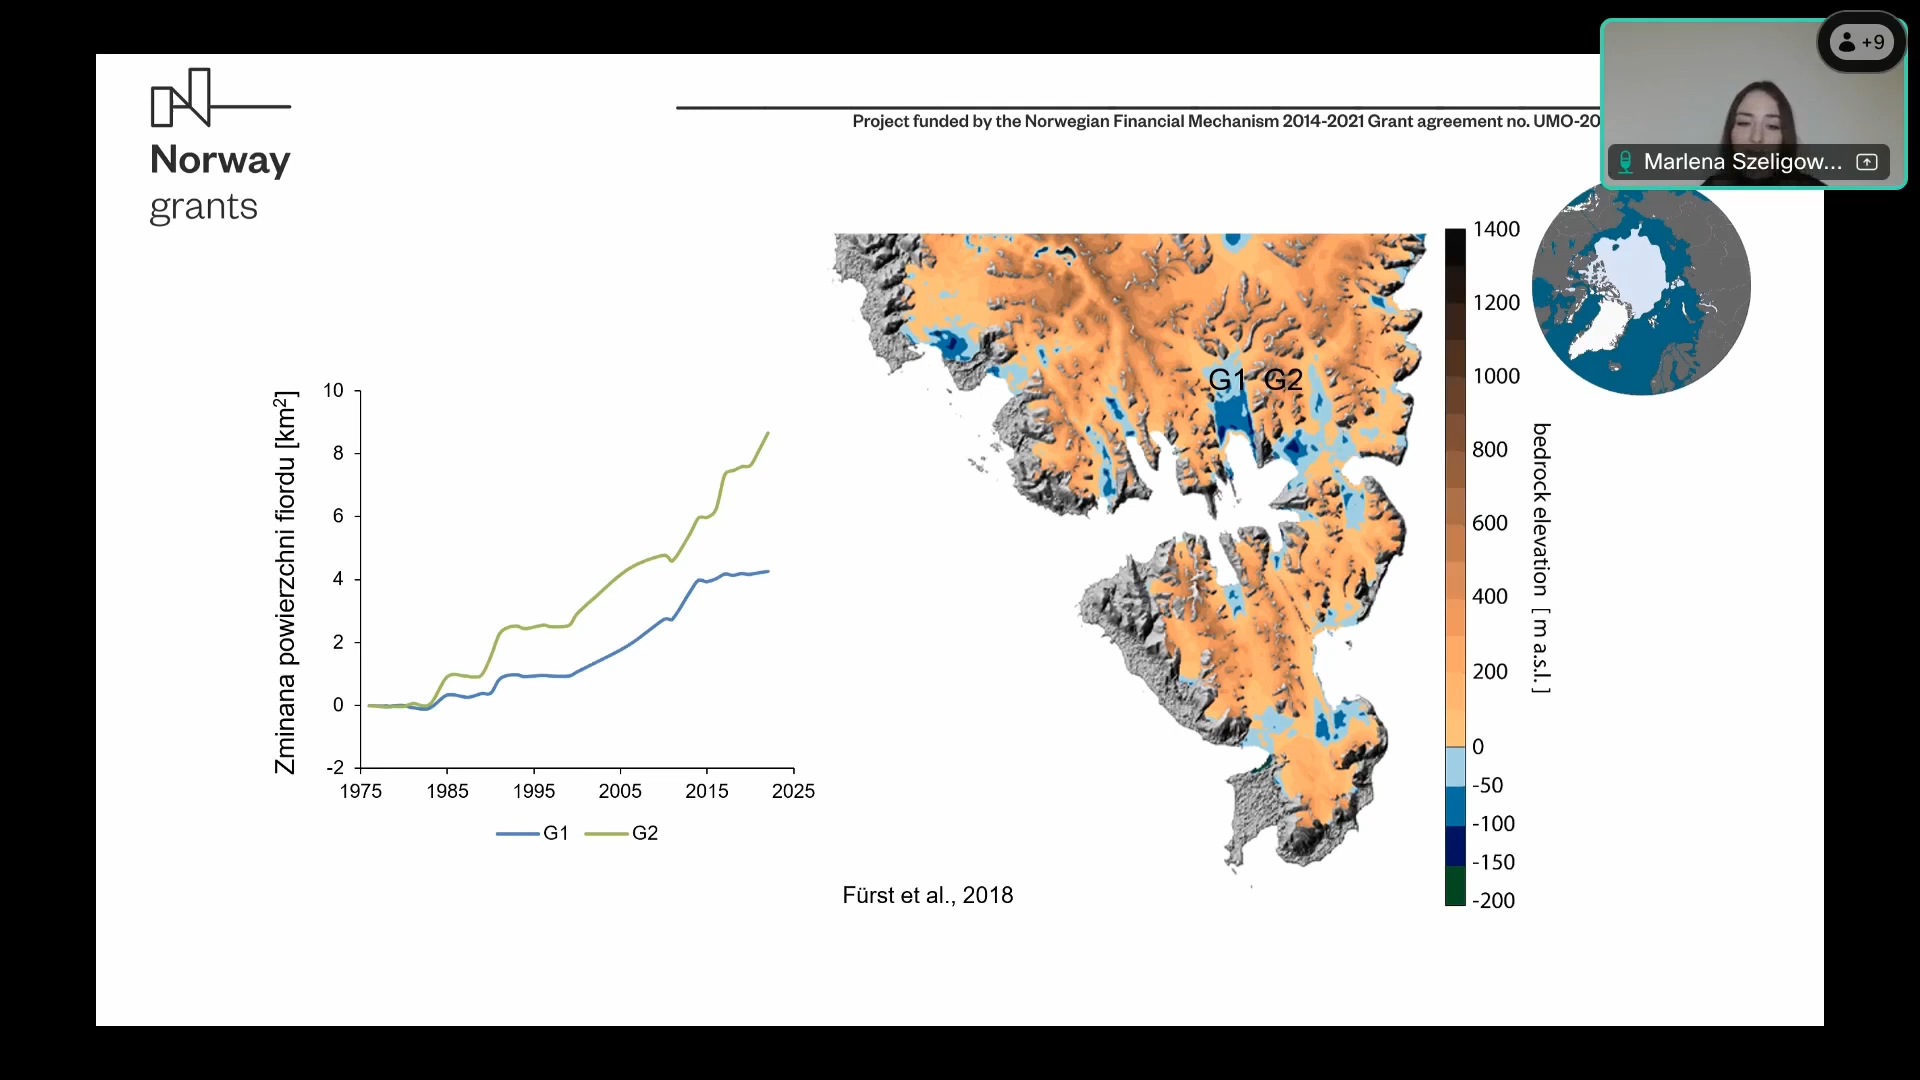 +9
Marlena Szeligow...
Norway
grants
Project funded by the Norwegian Financial Mechanism 2014-2021 Grant agreement no. UMO-20
Zminana powierzchni fiordu [km²]
10
8
6
4
2
0
-2
1975 1985 1995 2005 2015 2025
G1 G2
G1 G2
Fürst et al., 2018
1400
1200
1000
800
600
400
200
0
-50
-100
-150
-200
bedrock elevation [ m a.s.l. ]